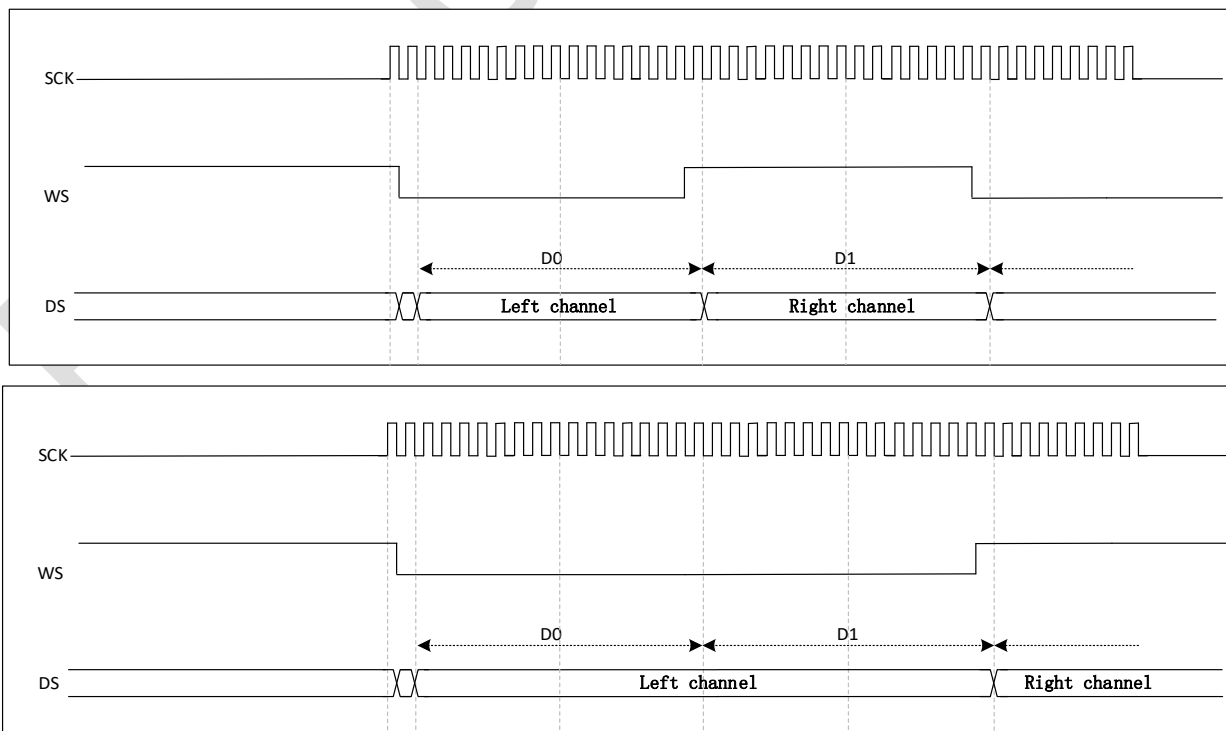 SCK
WS
D0 D1
DS Left channel Right channel
SCK
WS
D0 D1
DS Left channel Right channel